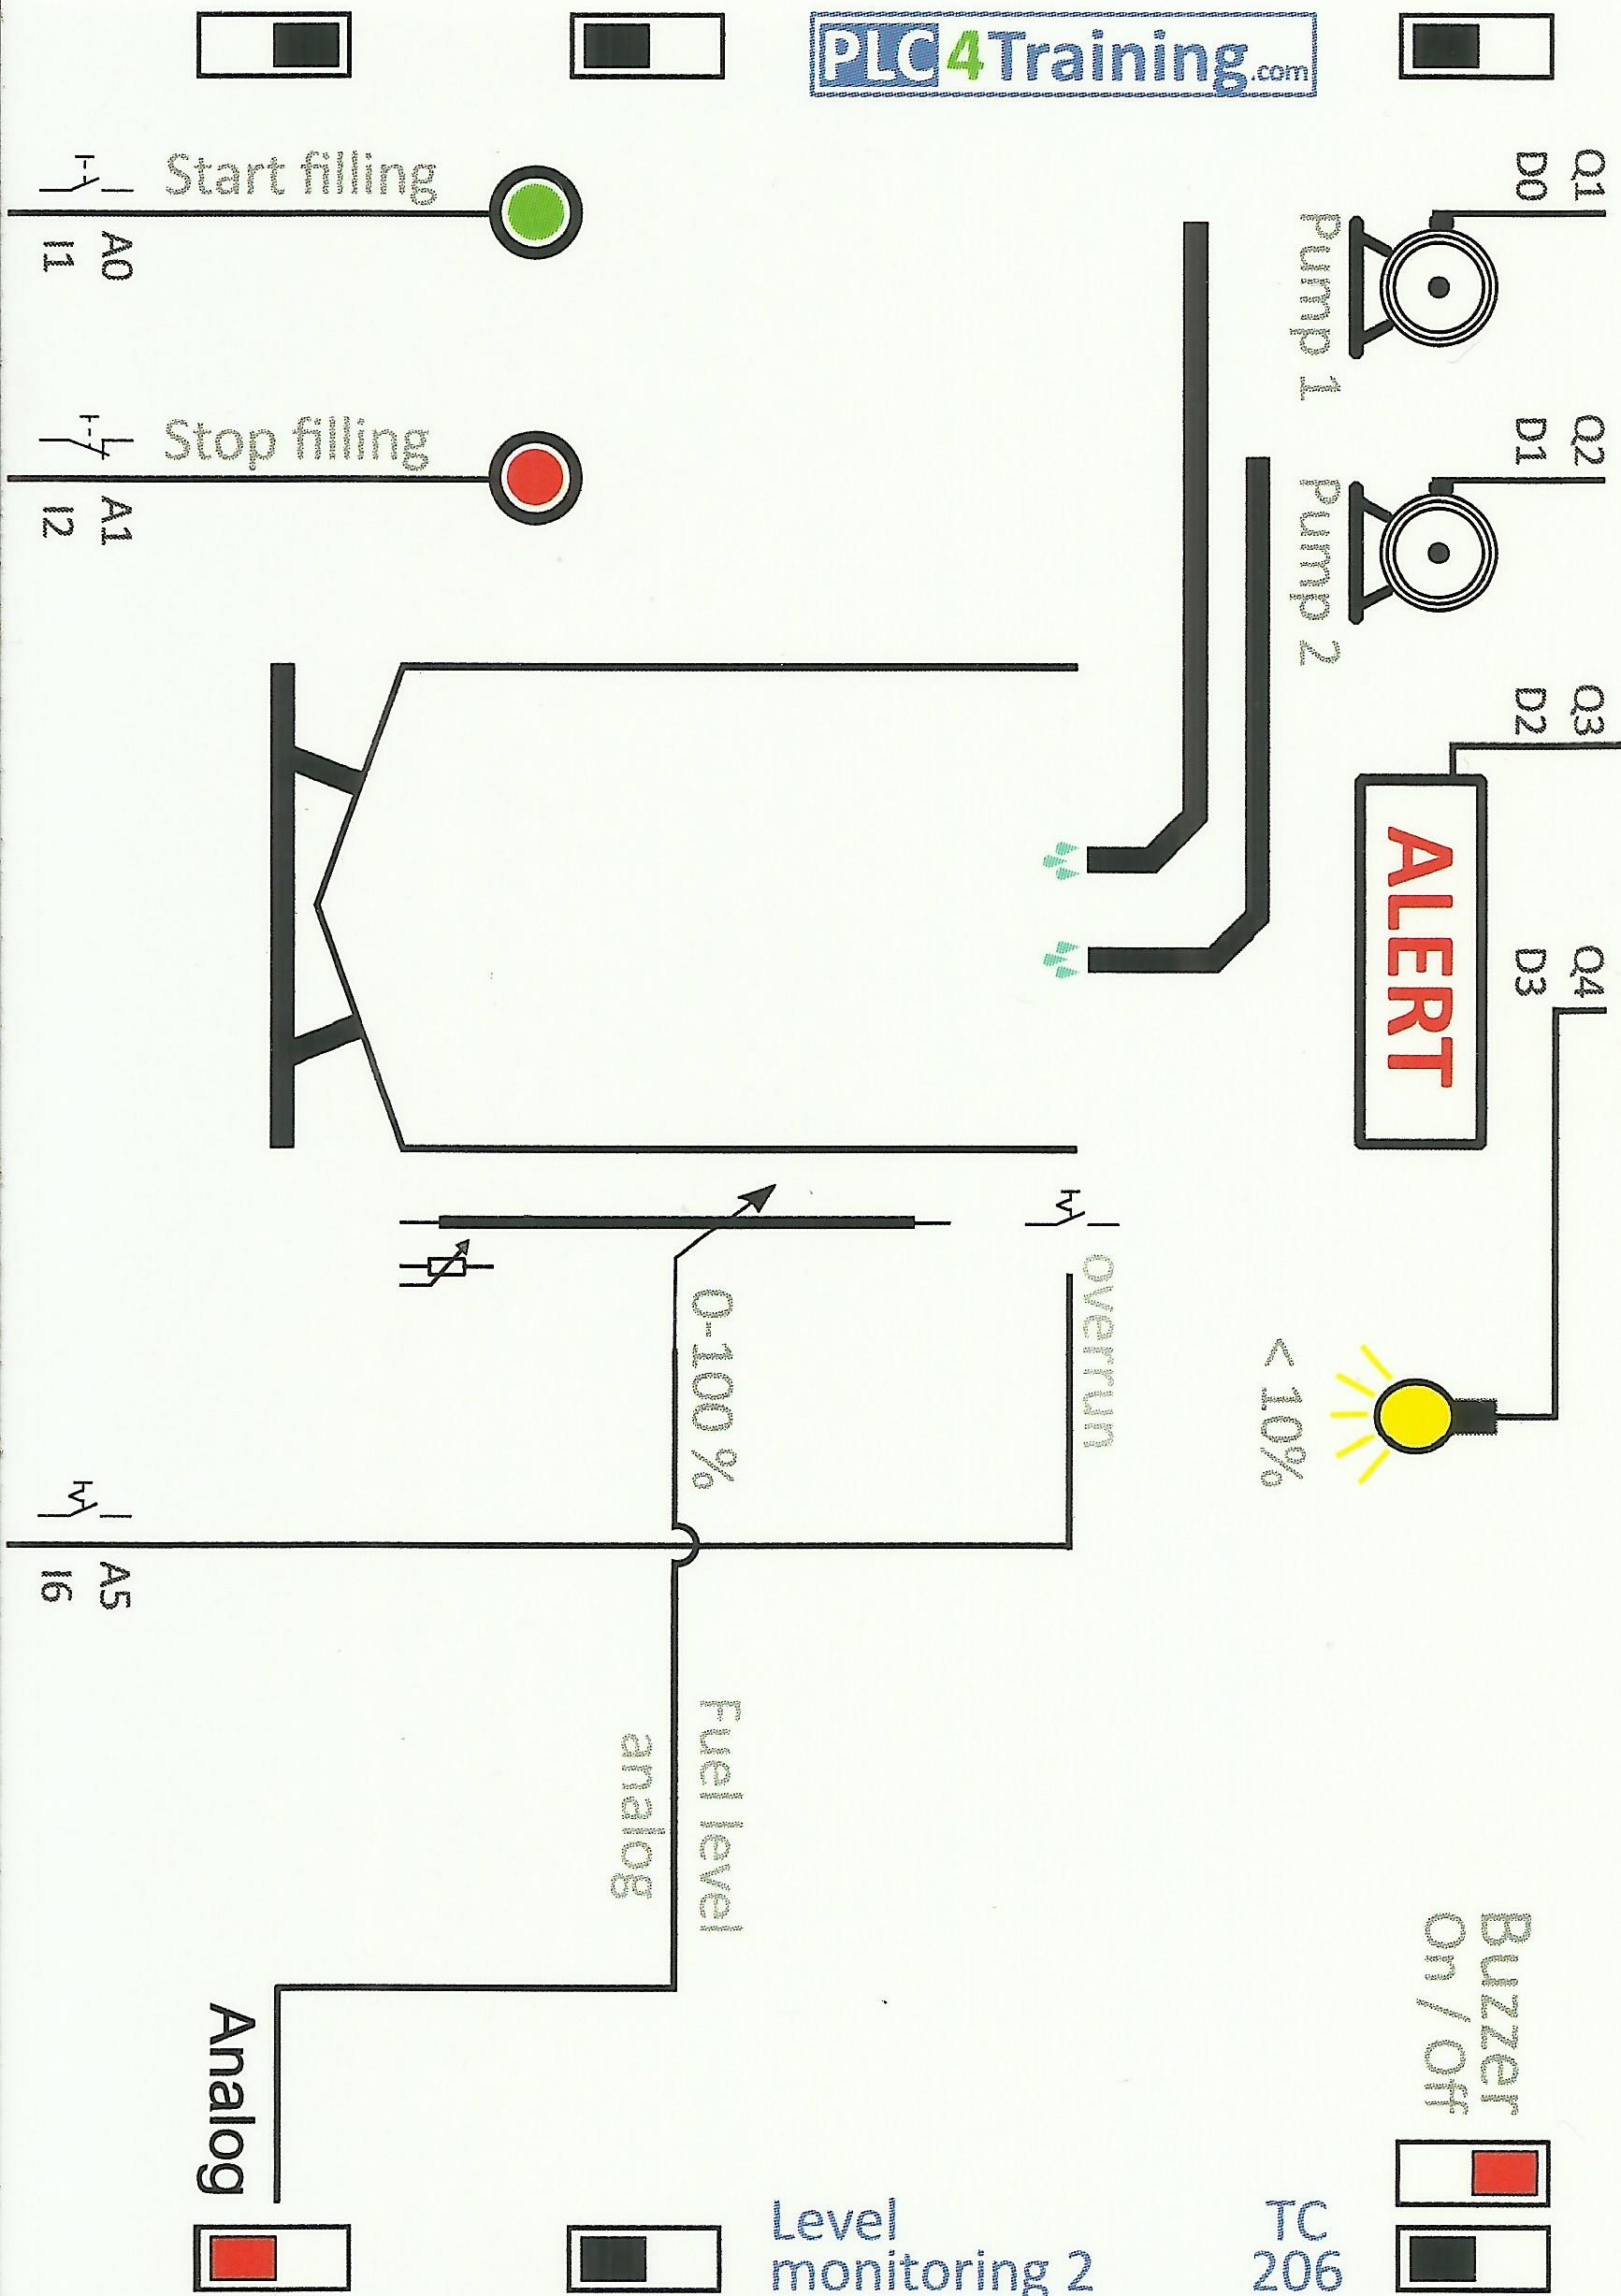 Q1
D0
Q2
D1
Q3
D2
Q4
D3
ALERT
Buzzer
On / Off
Pump 1
Pump 2
< 10%
TC
206
PLC4Training.com
overrun
Level
monitoring 2
0-100 %
Fuel level
analog
Start filling
Stop filling
Analog
A0
I1
A1
I2
A5
I6